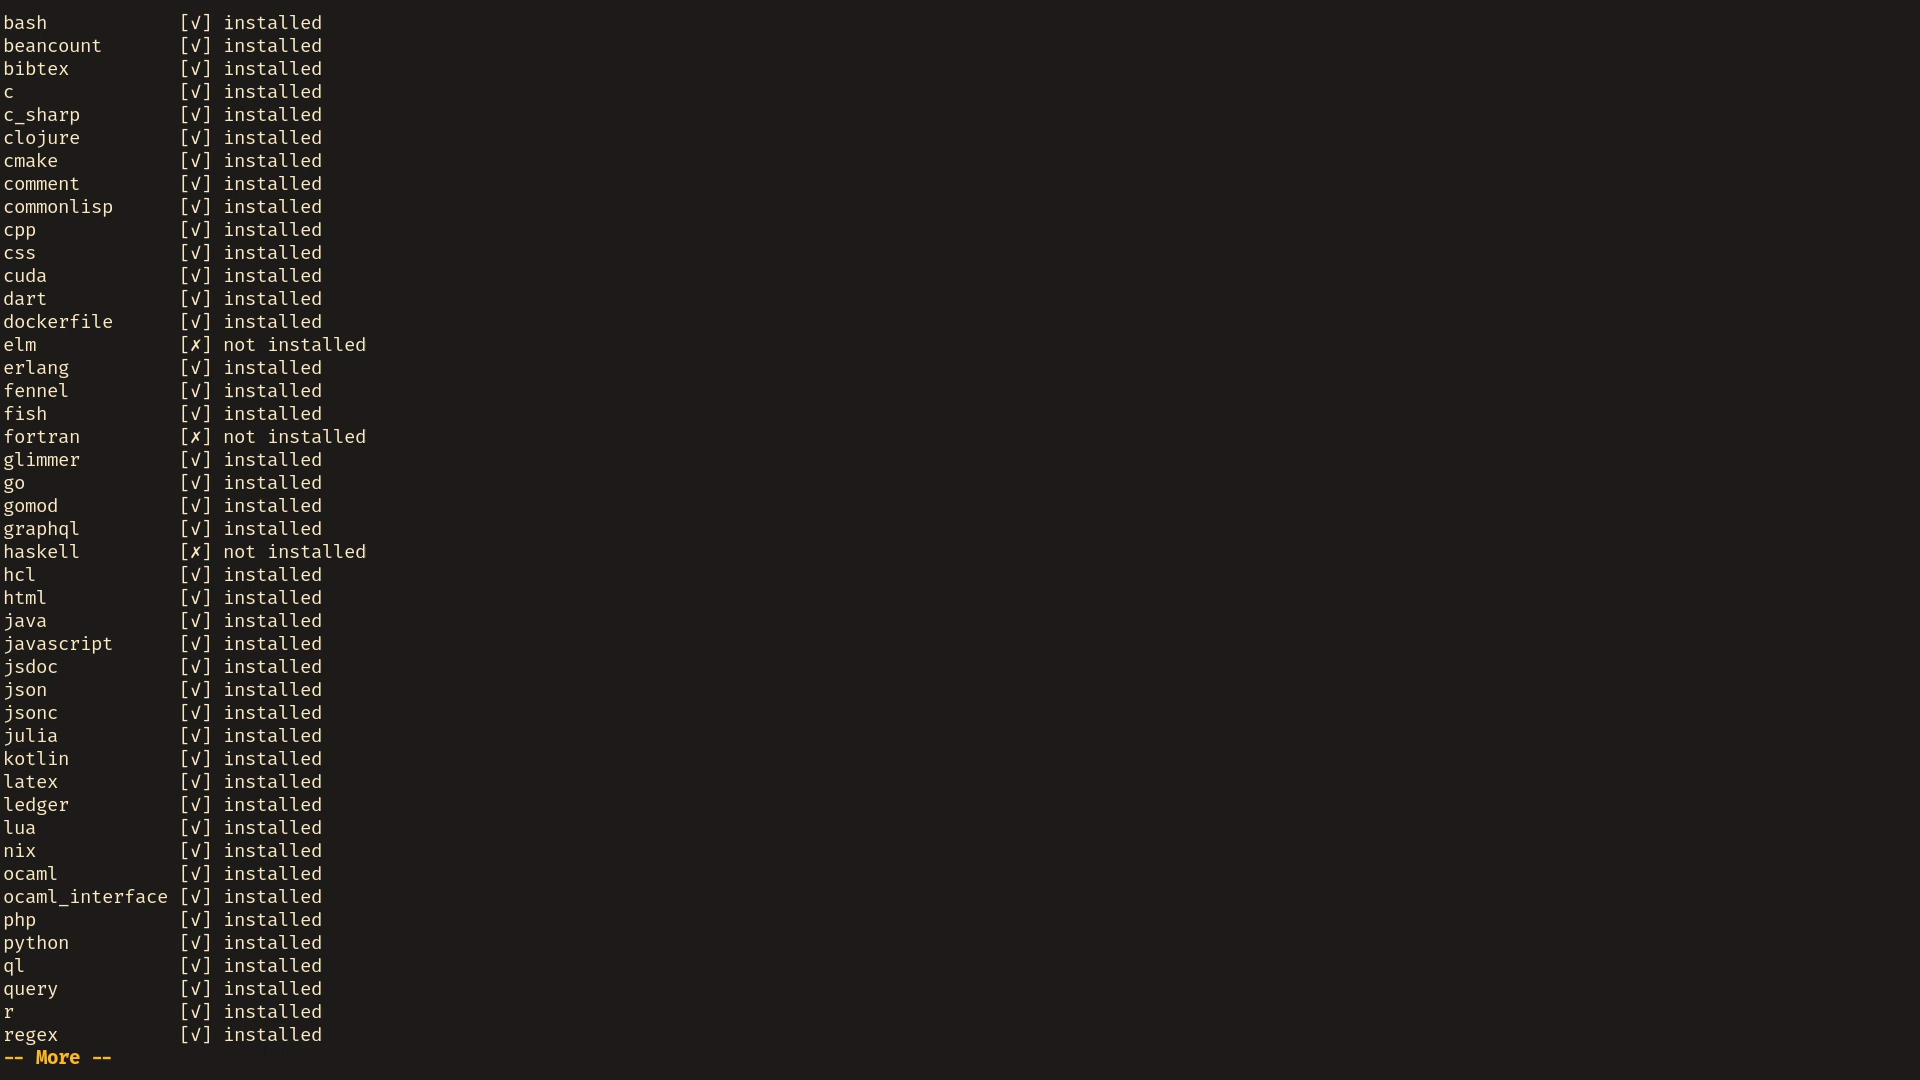 bash            [√] installed
beancount       [√] installed
bibtex          [√] installed
c               [√] installed
c_sharp         [√] installed
clojure         [√] installed
cmake           [√] installed
comment         [√] installed
commonlisp      [√] installed
cpp             [√] installed
css             [√] installed
cuda            [√] installed
dart            [√] installed
dockerfile      [√] installed
elm             [✗] not installed
erlang          [√] installed
fennel          [√] installed
fish            [√] installed
fortran         [✗] not installed
glimmer         [√] installed
go              [√] installed
gomod           [√] installed
graphql         [√] installed
haskell         [✗] not installed
hcl             [√] installed
html            [√] installed
java            [√] installed
javascript      [√] installed
jsdoc           [√] installed
json            [√] installed
jsonc           [√] installed
julia           [√] installed
kotlin          [√] installed
latex           [√] installed
ledger          [√] installed
lua             [√] installed
nix             [√] installed
ocaml           [√] installed
ocaml_interface [√] installed
php             [√] installed
python          [√] installed
ql              [√] installed
query           [√] installed
r               [√] installed
regex           [√] installed
-- More --